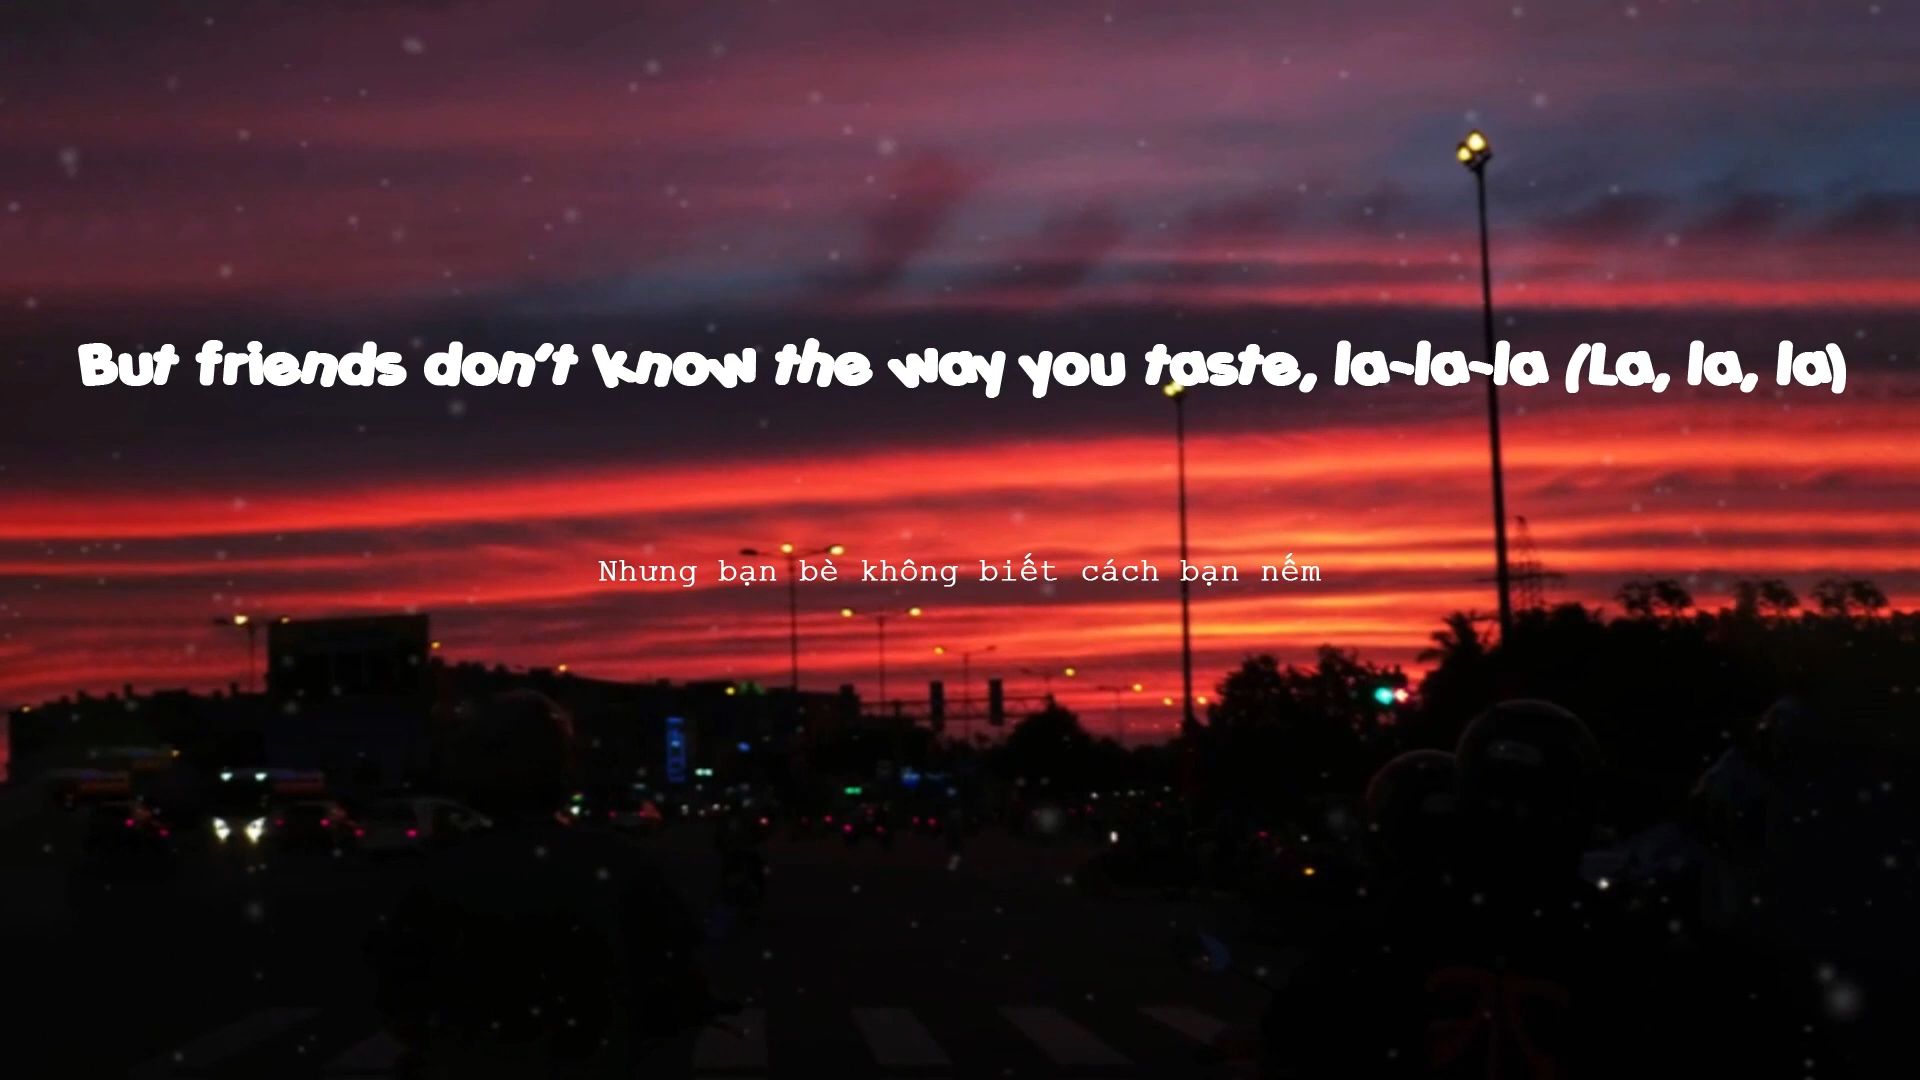 But friends don't know the way you taste, la-la-la (La, la, la)
Nhưng bạn bè không biết cách bạn nếm